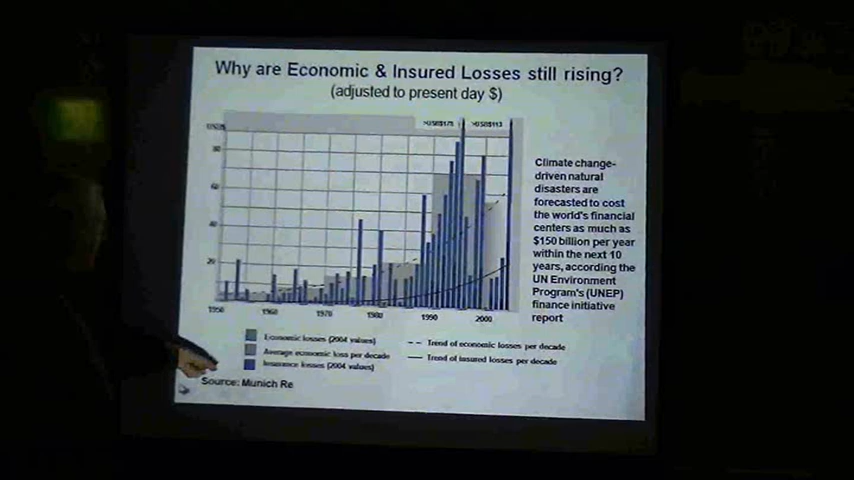 Why are Economic & Insured Losses still rising?
(adjusted to present day $)
80
60
40
20
1950
1960
1970
1980
1990
2000
Climate change-
driven natural
disasters are
forecasted to cost
the world's financial
centers as much as
$150 billion per year
within the next 10
years, according the
UN Environment
Program's (UNEP)
finance initiative
report
Economic losses (2004 values)
Average economic loss per decade
Insurance losses (2004 values)
Trend of economic losses per decade
Trend of insured losses per decade
Source: Munich Re